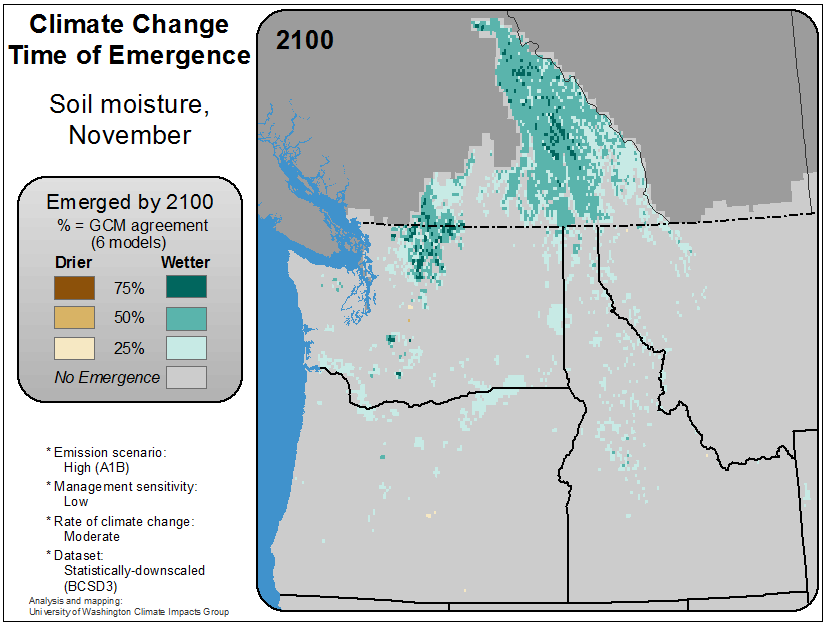 Climate Change
Time of Emergence
Soil moisture,
November
2100
Emerged by 2100
% = GCM agreement
(6 models)
Drier Wetter
75%
50%
25%
No Emergence
* Emission scenario:
High (A1B)
* Management sensitivity:
Low
* Rate of climate change:
Moderate
* Dataset:
Statistically-downscaled
(BCSD3)
Analysis and mapping:
University of Washington Climate Impacts Group